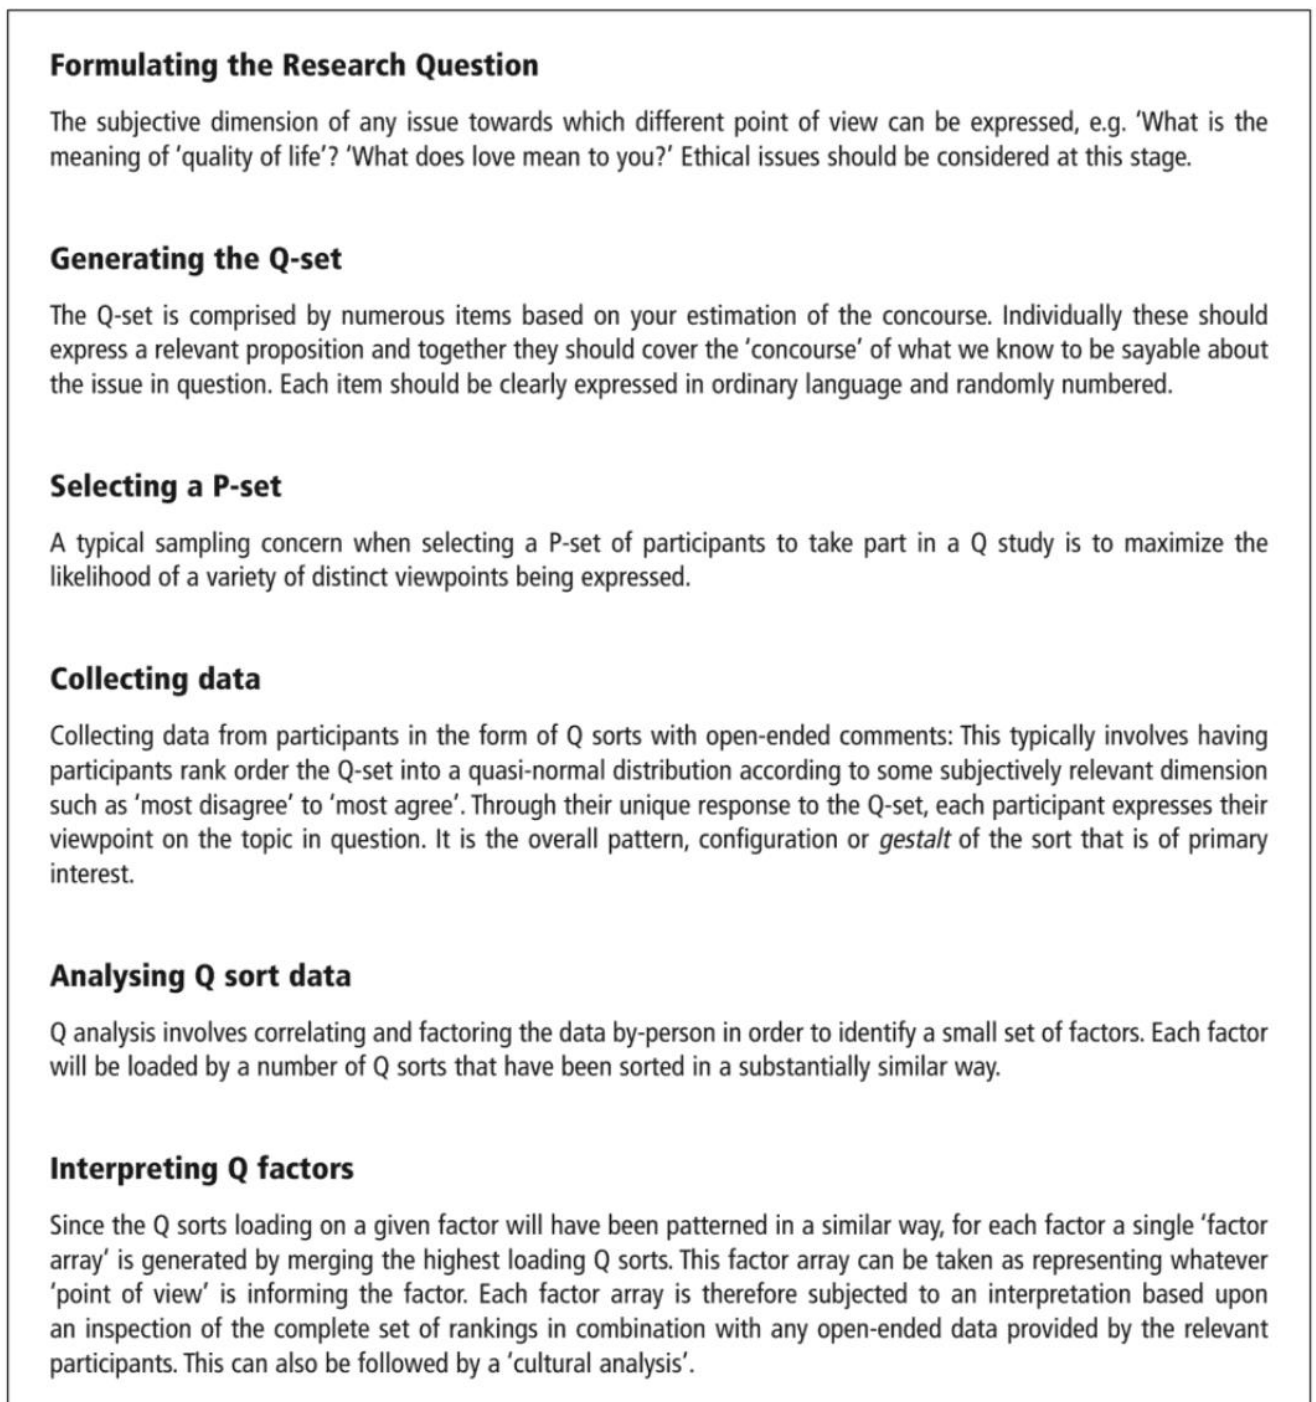 Formulating the Research Question
The subjective dimension of any issue towards which different point of view can be expressed, e.g. ‘What is the
meaning of ‘quality of life’? ‘What does love mean to you?’ Ethical issues should be considered at this stage.
Generating the Q-set
The Q-set is comprised by numerous items based on your estimation of the concourse. Individually these should
express a relevant proposition and together they should cover the ‘concourse’ of what we know to be sayable about
the issue in question. Each item should be clearly expressed in ordinary language and randomly numbered.
Selecting a P-set
A typical sampling concern when selecting a P-set of participants to take part in a Q study is to maximize the
likelihood of a variety of distinct viewpoints being expressed.
Collecting data
Collecting data from participants in the form of Q sorts with open-ended comments: This typically involves having
participants rank order the Q-set into a quasi-normal distribution according to some subjectively relevant dimension
such as ‘most disagree’ to ‘most agree’. Through their unique response to the Q-set, each participant expresses their
viewpoint on the topic in question. It is the overall pattern, configuration or gestalt of the sort that is of primary
interest.
Analysing Q sort data
Q analysis involves correlating and factoring the data by-person in order to identify a small set of factors. Each factor
will be loaded by a number of Q sorts that have been sorted in a substantially similar way.
Interpreting Q factors
Since the Q sorts loading on a given factor will have been patterned in a similar way, for each factor a single ‘factor
array’ is generated by merging the highest loading Q sorts. This factor array can be taken as representing whatever
‘point of view’ is informing the factor. Each factor array is therefore subjected to an interpretation based upon
an inspection of the complete set of rankings in combination with any open-ended data provided by the relevant
participants. This can also be followed by a ‘cultural analysis’.